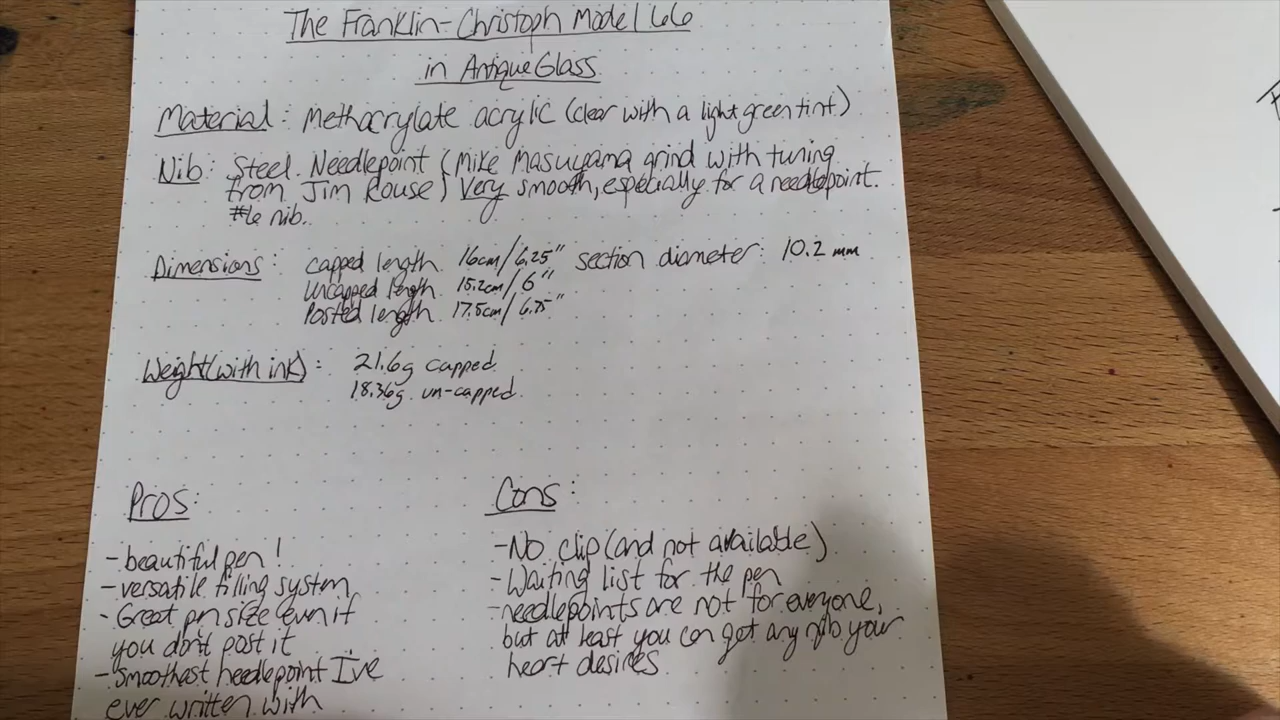 The Franklin-Christoph Model 66
in Antique Glass
Material: Methacrylate acrylic (clear with a light green tint)
Nib: Steel Needlepoint (Mike Masuyama grind with tuning
from Jim Rouse) Very smooth, especially for a needlepoint.
#6 nib.
Dimensions: capped length 16cm/6.25" section diameter: 10.2 mm
Uncapped length 15.2cm/6"
Posted length 17.5cm/6.75"
Weight (with ink): 21.6g capped
18.36g un-capped.
Pros:
- beautiful pen!
- versatile filling system
- Great pen size even if
you don't post it
- Smoothest needlepoint I've
ever written with
Cons:
- No clip (and not available)
- Waiting list for the pen
- needlepoints are not for everyone,
but at least you can get any nib your
heart desires